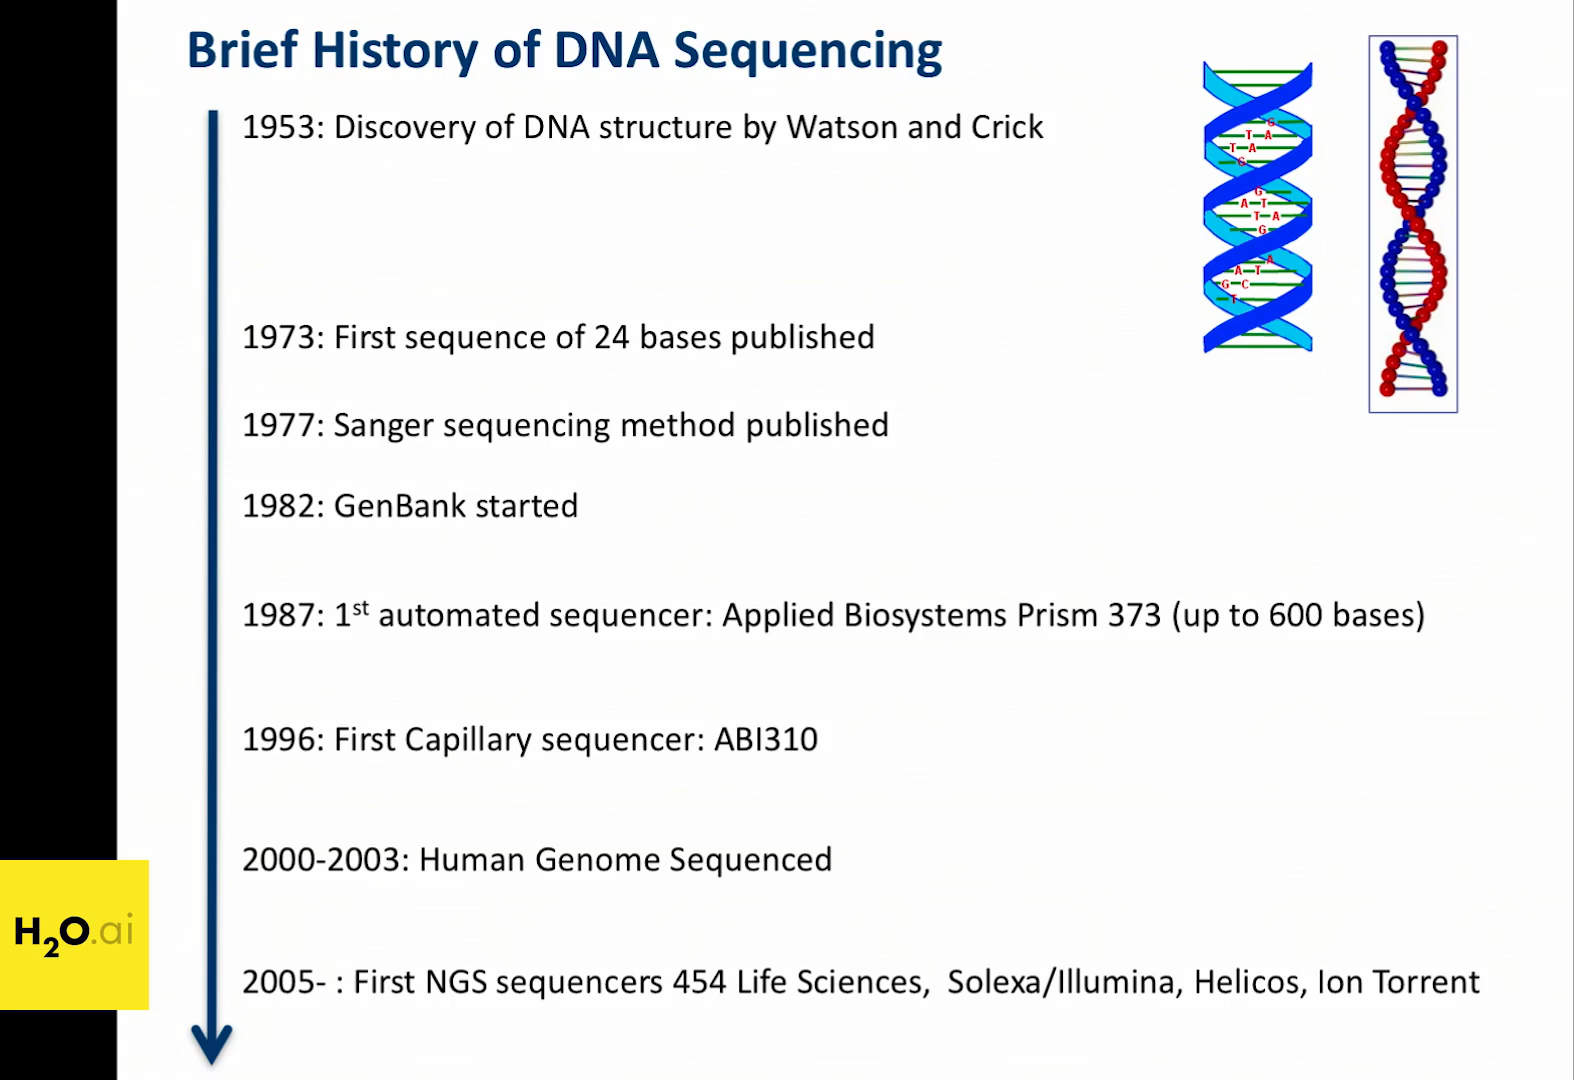 Brief History of DNA Sequencing
1953: Discovery of DNA structure by Watson and Crick
G
T A
T A
G
G
A T
T A
G
A
A T
G C
T
1973: First sequence of 24 bases published
1977: Sanger sequencing method published
1982: GenBank started
1987: 1st automated sequencer: Applied Biosystems Prism 373 (up to 600 bases)
1996: First Capillary sequencer: ABI310
2000-2003: Human Genome Sequenced
H2O.ai
2005- : First NGS sequencers 454 Life Sciences, Solexa/Illumina, Helicos, Ion Torrent